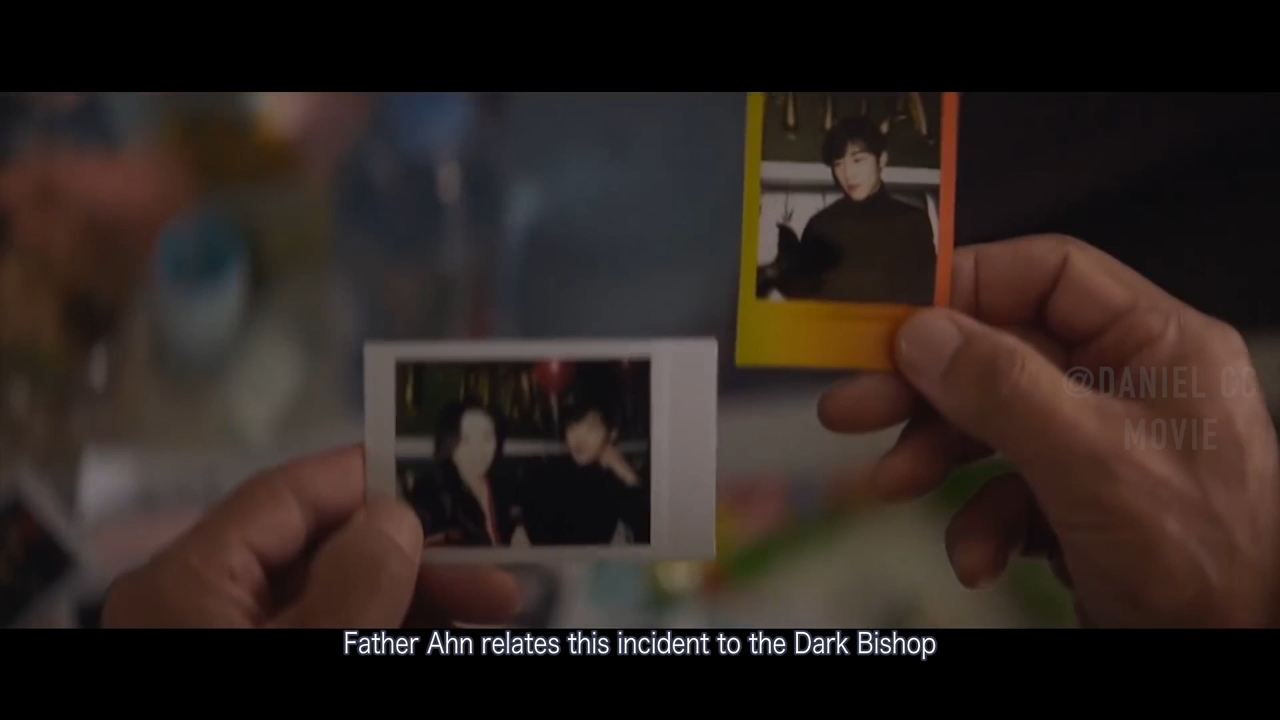 @DANIEL CC
MOVIE
Father Ahn relates this incident to the Dark Bishop